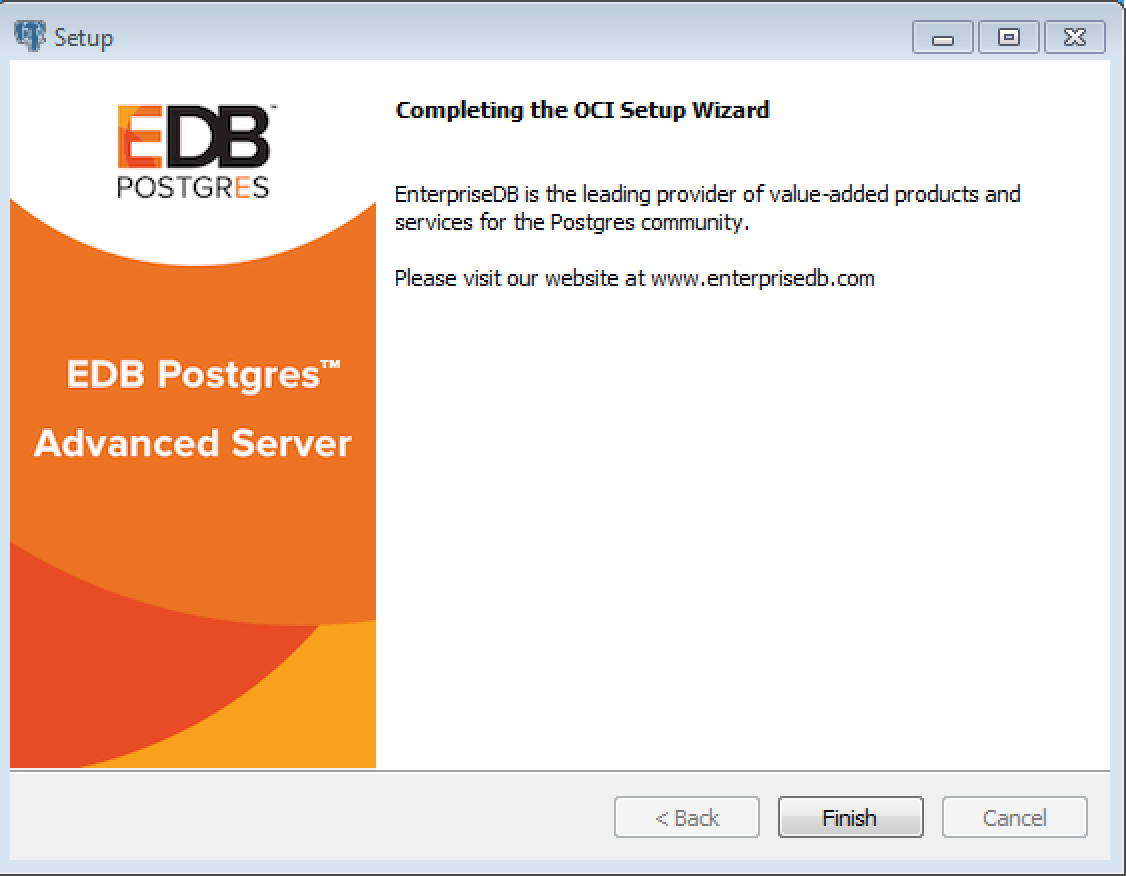 Setup
EDB™
POSTGRES
EDB Postgres™
Advanced Server
Completing the OCI Setup Wizard
EnterpriseDB is the leading provider of value-added products and
services for the Postgres community.
Please visit our website at www.enterprisedb.com
< Back
Finish
Cancel